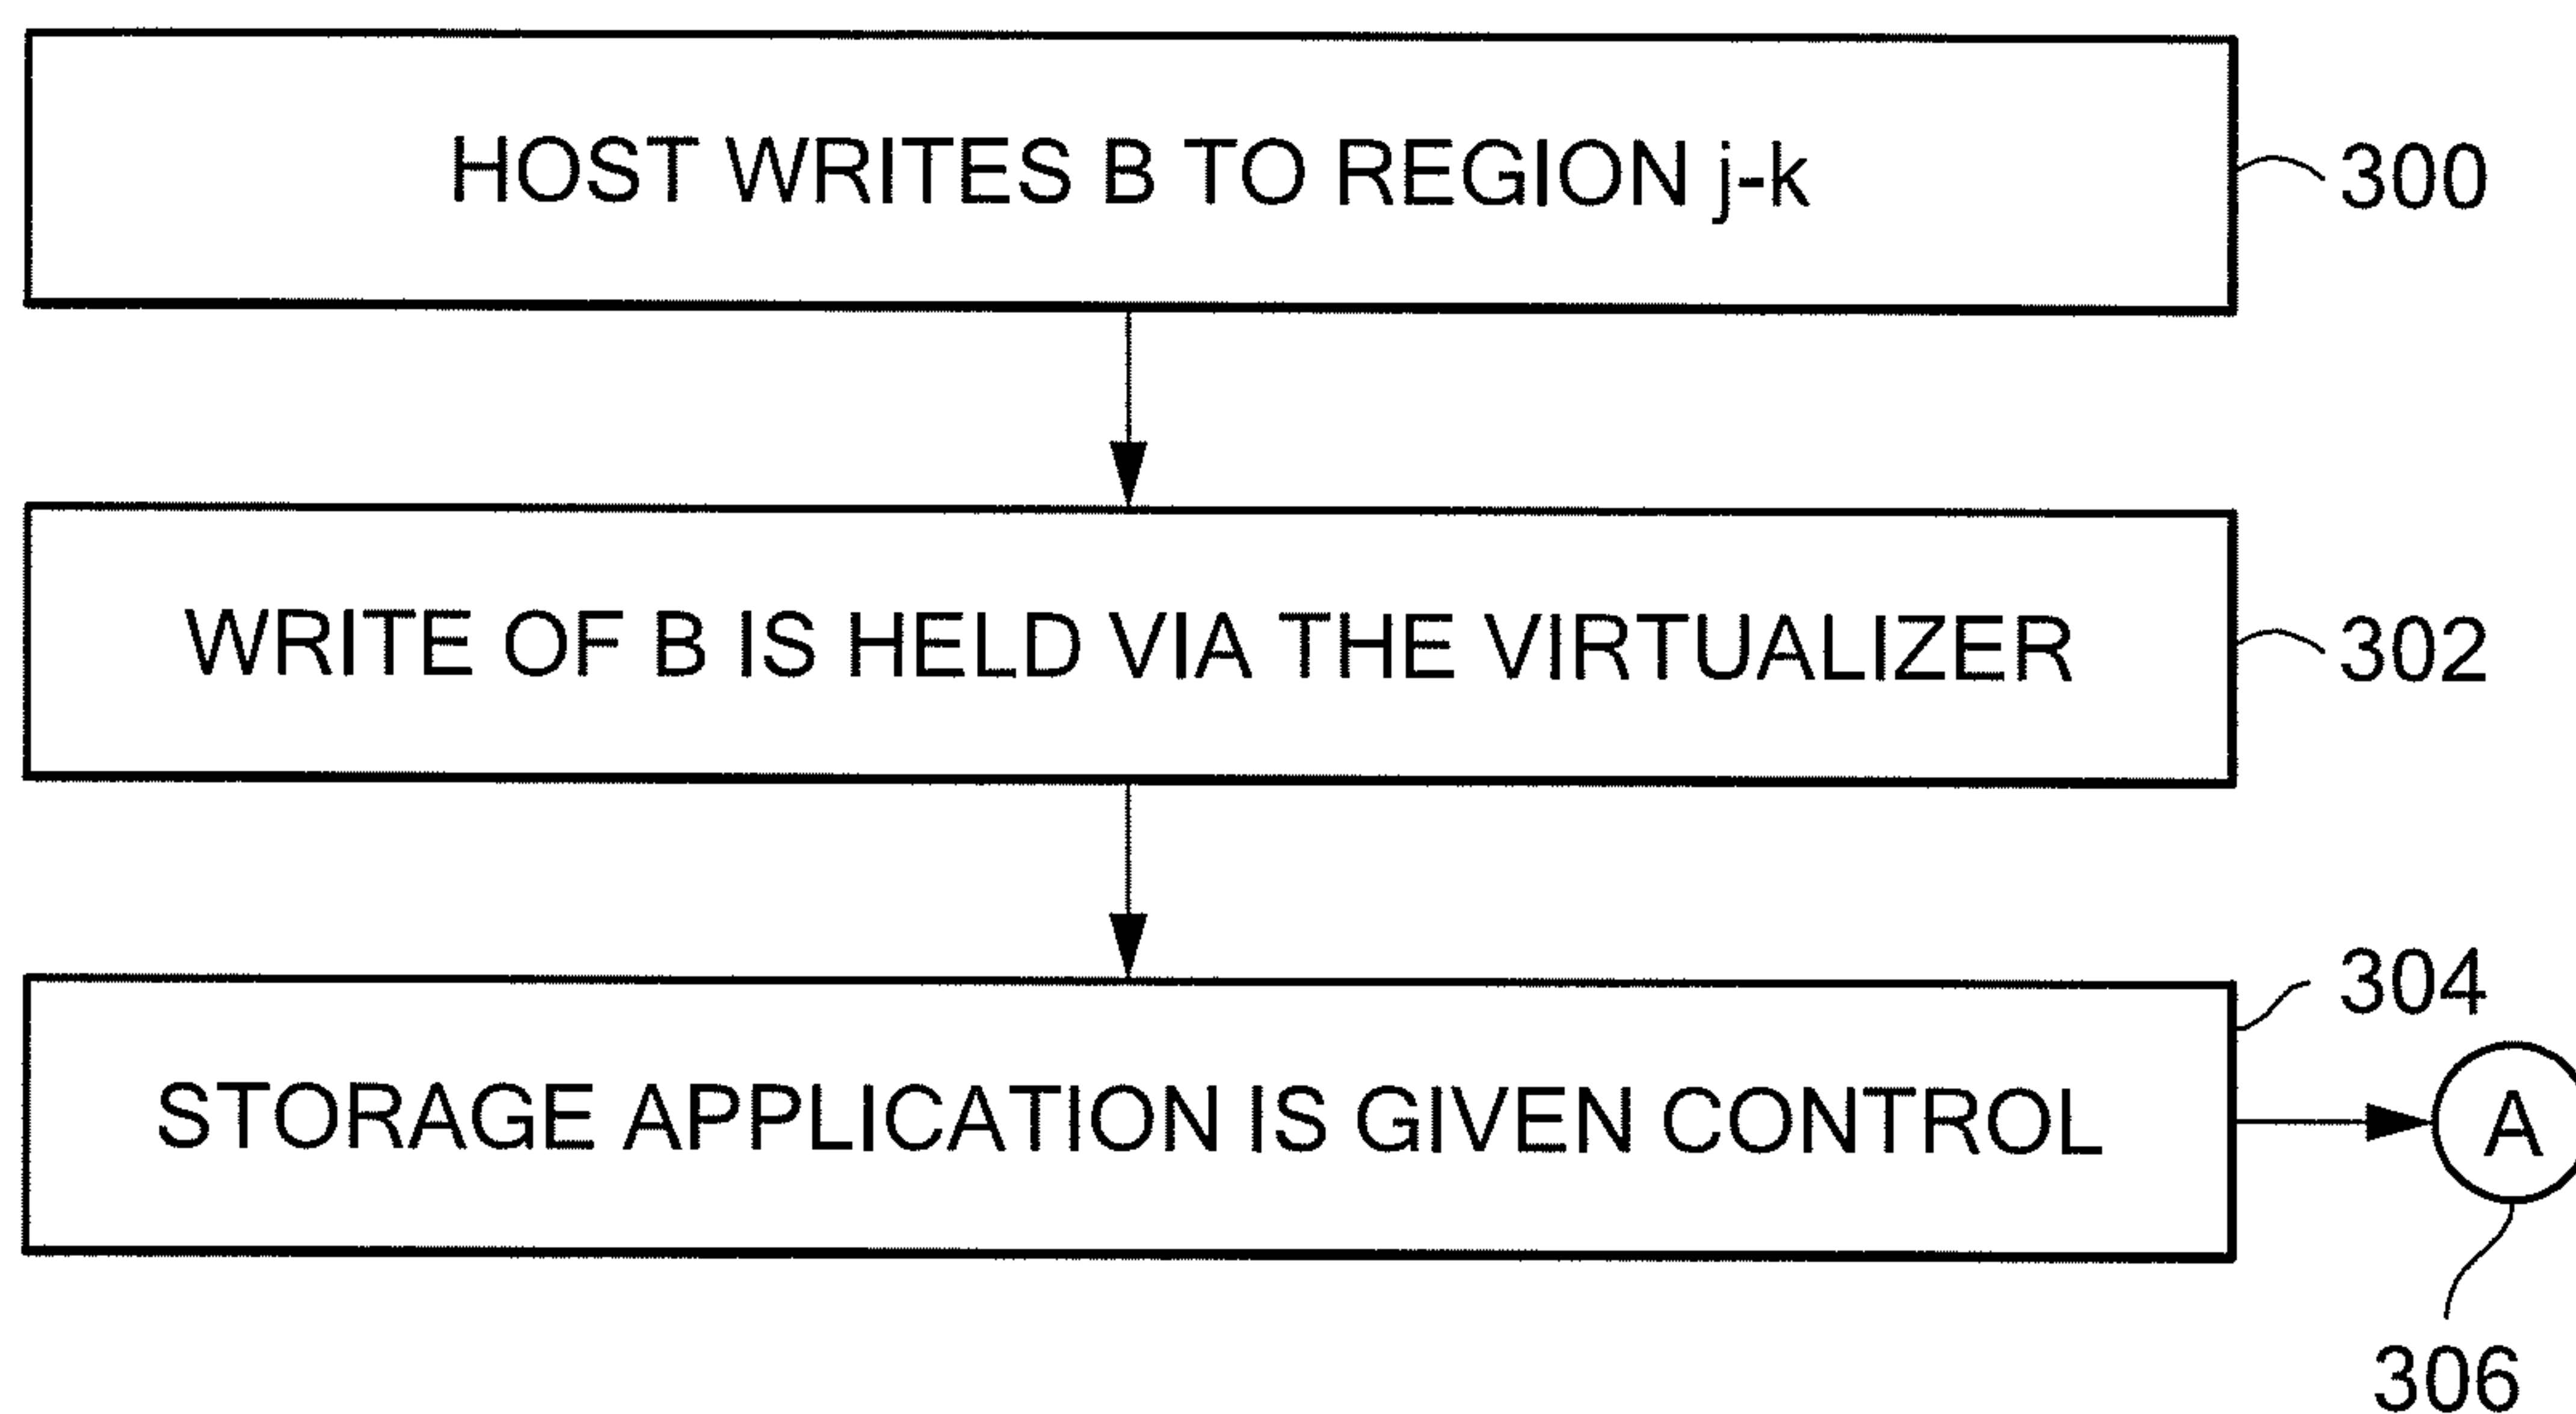 HOST WRITES B TO REGION j-k
300
WRITE OF B IS HELD VIA THE VIRTUALIZER
302
304
STORAGE APPLICATION IS GIVEN CONTROL
A
306